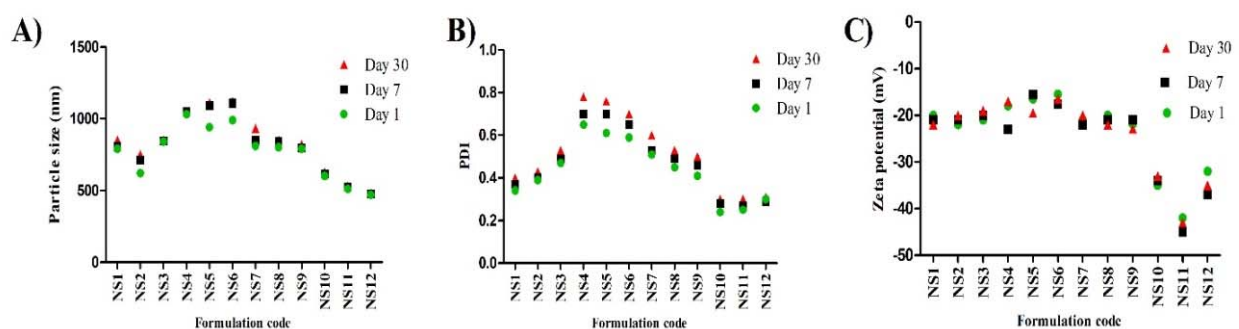 A)
Particle size (nm)
1500
1000
500
0
Day 30
Day 7
Day 1
NS1
NS2
NS3
NS4
NS5
NS6
NS7
NS8
NS9
NS10
NS11
NS12
Formulation code
B)
PDI
1.0
0.8
0.6
0.4
0.2
0.0
Day 30
Day 7
Day 1
NS1
NS2
NS3
NS4
NS5
NS6
NS7
NS8
NS9
NS10
NS11
NS12
Formulation code
C)
Zeta potential (mV)
0
-10
-20
-30
-40
-50
Day 30
Day 7
Day 1
NS1
NS2
NS3
NS4
NS5
NS6
NS7
NS8
NS9
NS10
NS11
NS12
Formulation code